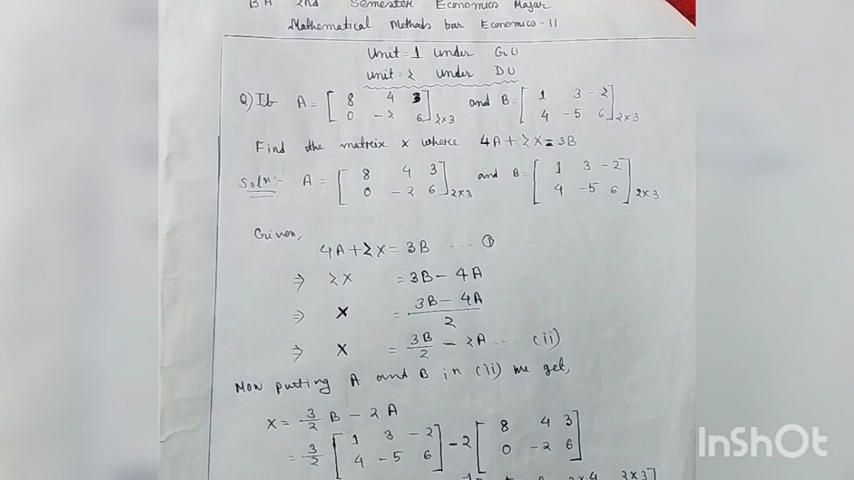 BA 2nd Semester Economics Major
Mathematical Methods for Economics-II
Unit-1 under GU
Unit-2 under DU
Q) If A = [8 4 3
0 -2 6]2×3 and B = [1 3 -2
4 -5 6]2×3
Find the matrix x where 4A+2X=3B
Soln:- A = [8 4 3
0 -2 6]2×3 and B = [1 3 -2
4 -5 6]2×3
Given,
4A+2X=3B .... ①
⇒ 2X = 3B-4A
⇒ X = 3B-4A/2
⇒ X = 3B/2 - 2A ... (ii)
Now putting A and B in (ii) we get,
X = 3/2 B - 2A
= 3/2 [1 3 -2
4 -5 6] - 2 [8 4 3
0 -2 6]
InShOt